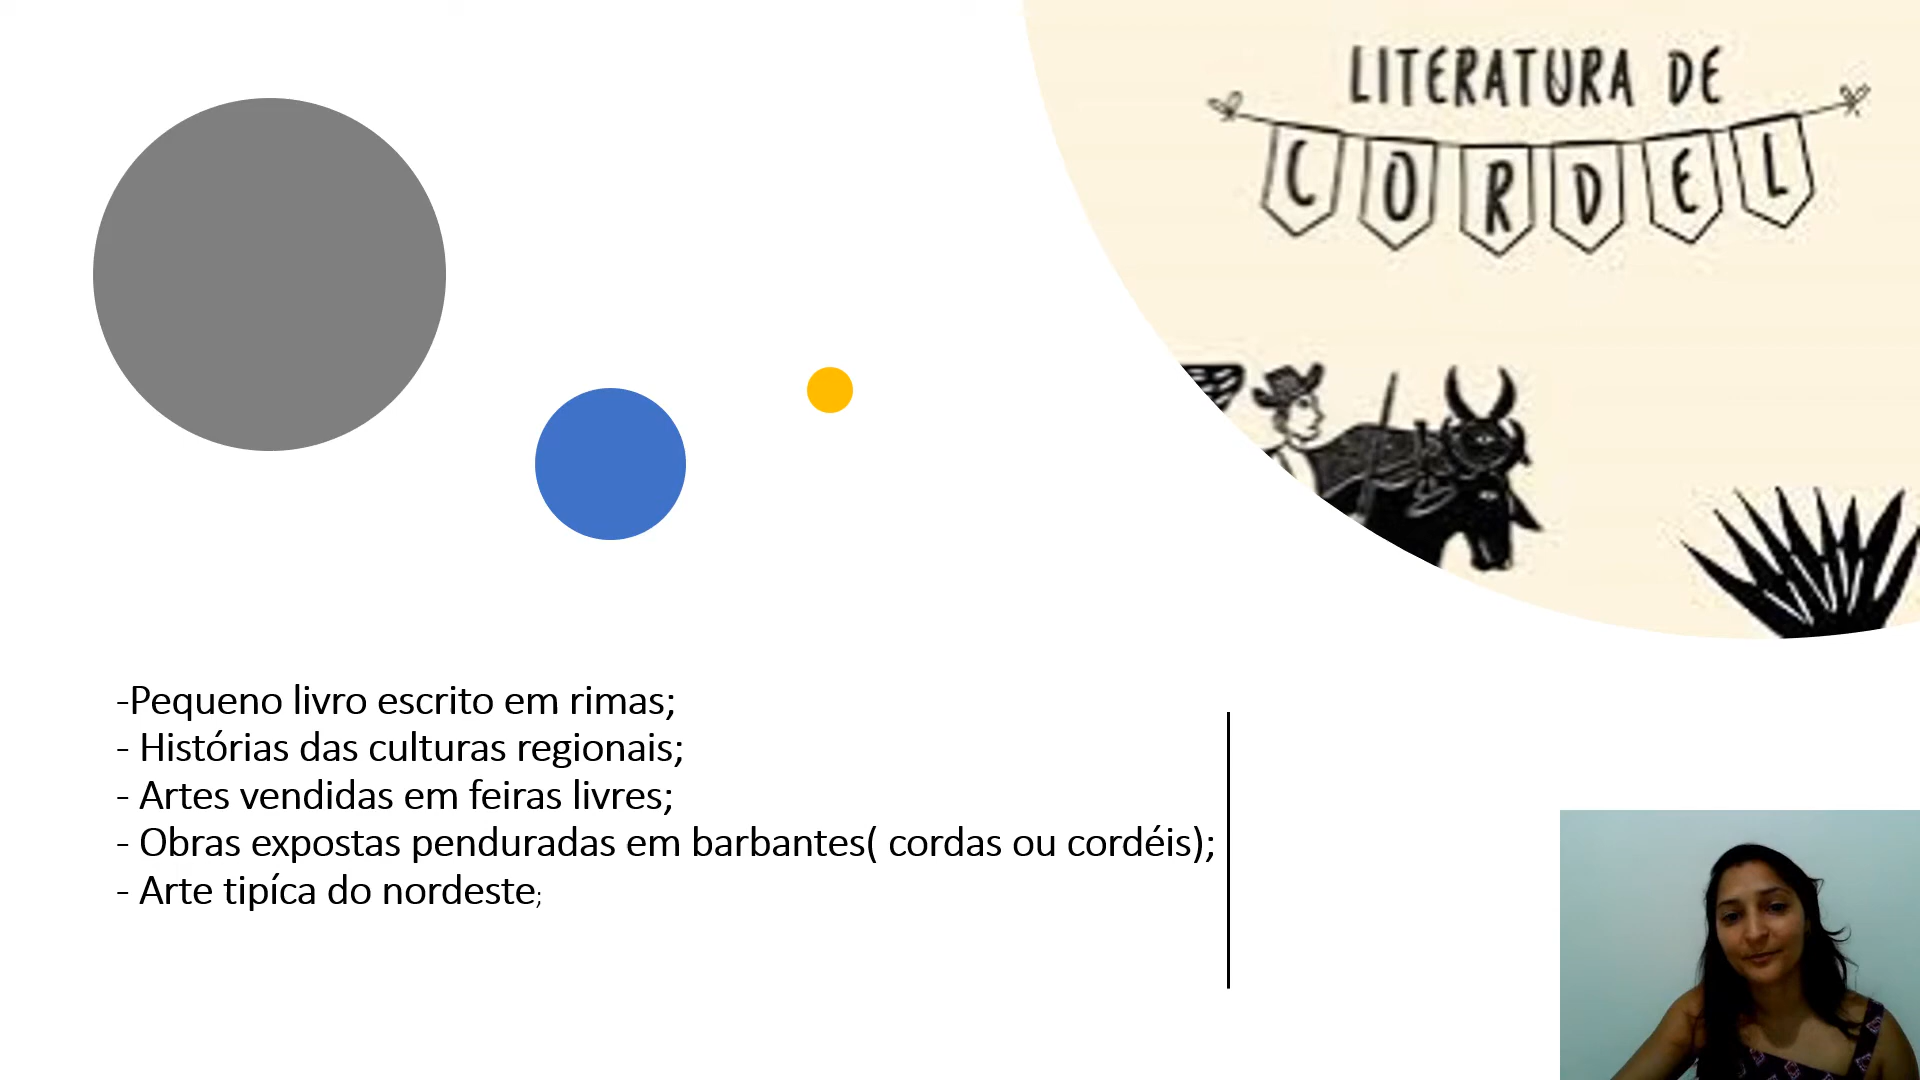 LITERATURA DE
CORDEL
-Pequeno livro escrito em rimas;
- Histórias das culturas regionais;
- Artes vendidas em feiras livres;
- Obras expostas penduradas em barbantes( cordas ou cordéis);
- Arte tipíca do nordeste;